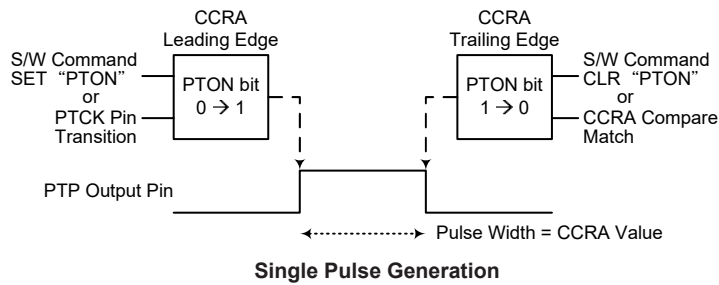 CCRA
Leading Edge
CCRA
Trailing Edge
S/W Command
SET “PTON”
or
PTCK Pin
Transition
PTON bit
0 → 1
PTON bit
1 → 0
S/W Command
CLR “PTON”
or
CCRA Compare
Match
PTP Output Pin
Pulse Width = CCRA Value
Single Pulse Generation